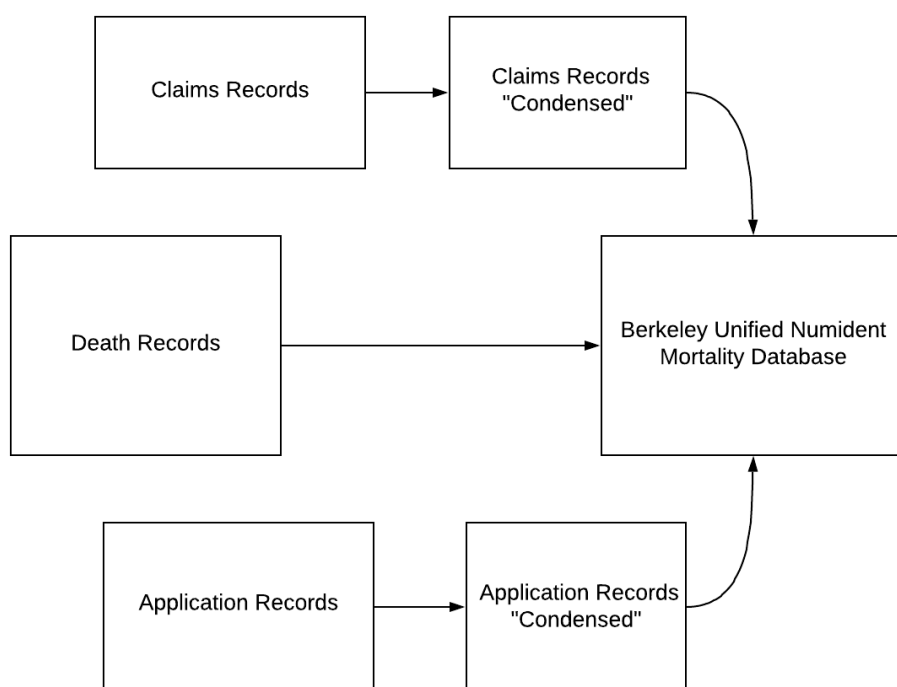 Claims Records
Claims Records
"Condensed"
Death Records
Berkeley Unified Numident
Mortality Database
Application Records
Application Records
"Condensed"